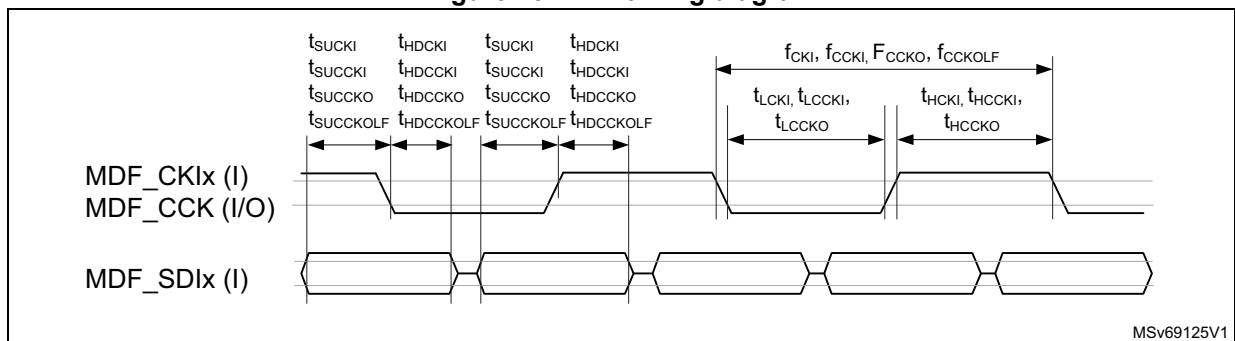 tSUCKI tHDCKI tSUCKI tHDCKI
tSUCCKI tHDCCKI tSUCCKI tHDCCKI
tSUCCKO tHDCCKO tSUCCKO tHDCCKO
tSUCCKOLF tHDCCKOLF tSUCCKOLF tHDCCKOLF
fCKI, fCCKI, FCCKO, fCCKOLF
tLCKI, tLCCKI, tHCKI, tHCCKI,
tLCCKO tHCCKO
MDF_CKIx (I)
MDF_CCK (I/O)
MDF_SDIx (I)
MSv69125V1